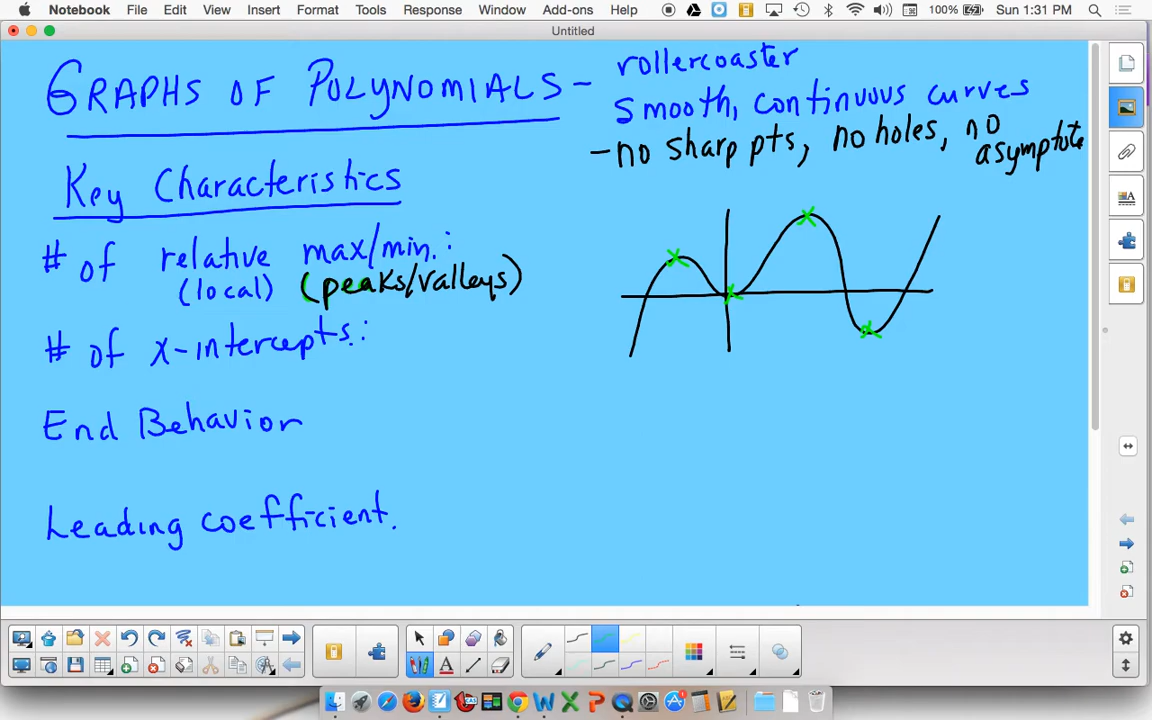 Notebook File Edit View Insert Format Tools Response Window Add-ons Help 100% Sun 1:31 PM
Untitled
GRAPHS OF POLYNOMIALS - rollercoaster
smooth, continuous curves
- no sharp pts, no holes, no asymptote
Key Characteristics
# of relative max/min:
(local) (peaks/valleys)
# of x-intercepts:
End Behavior
Leading coefficient.